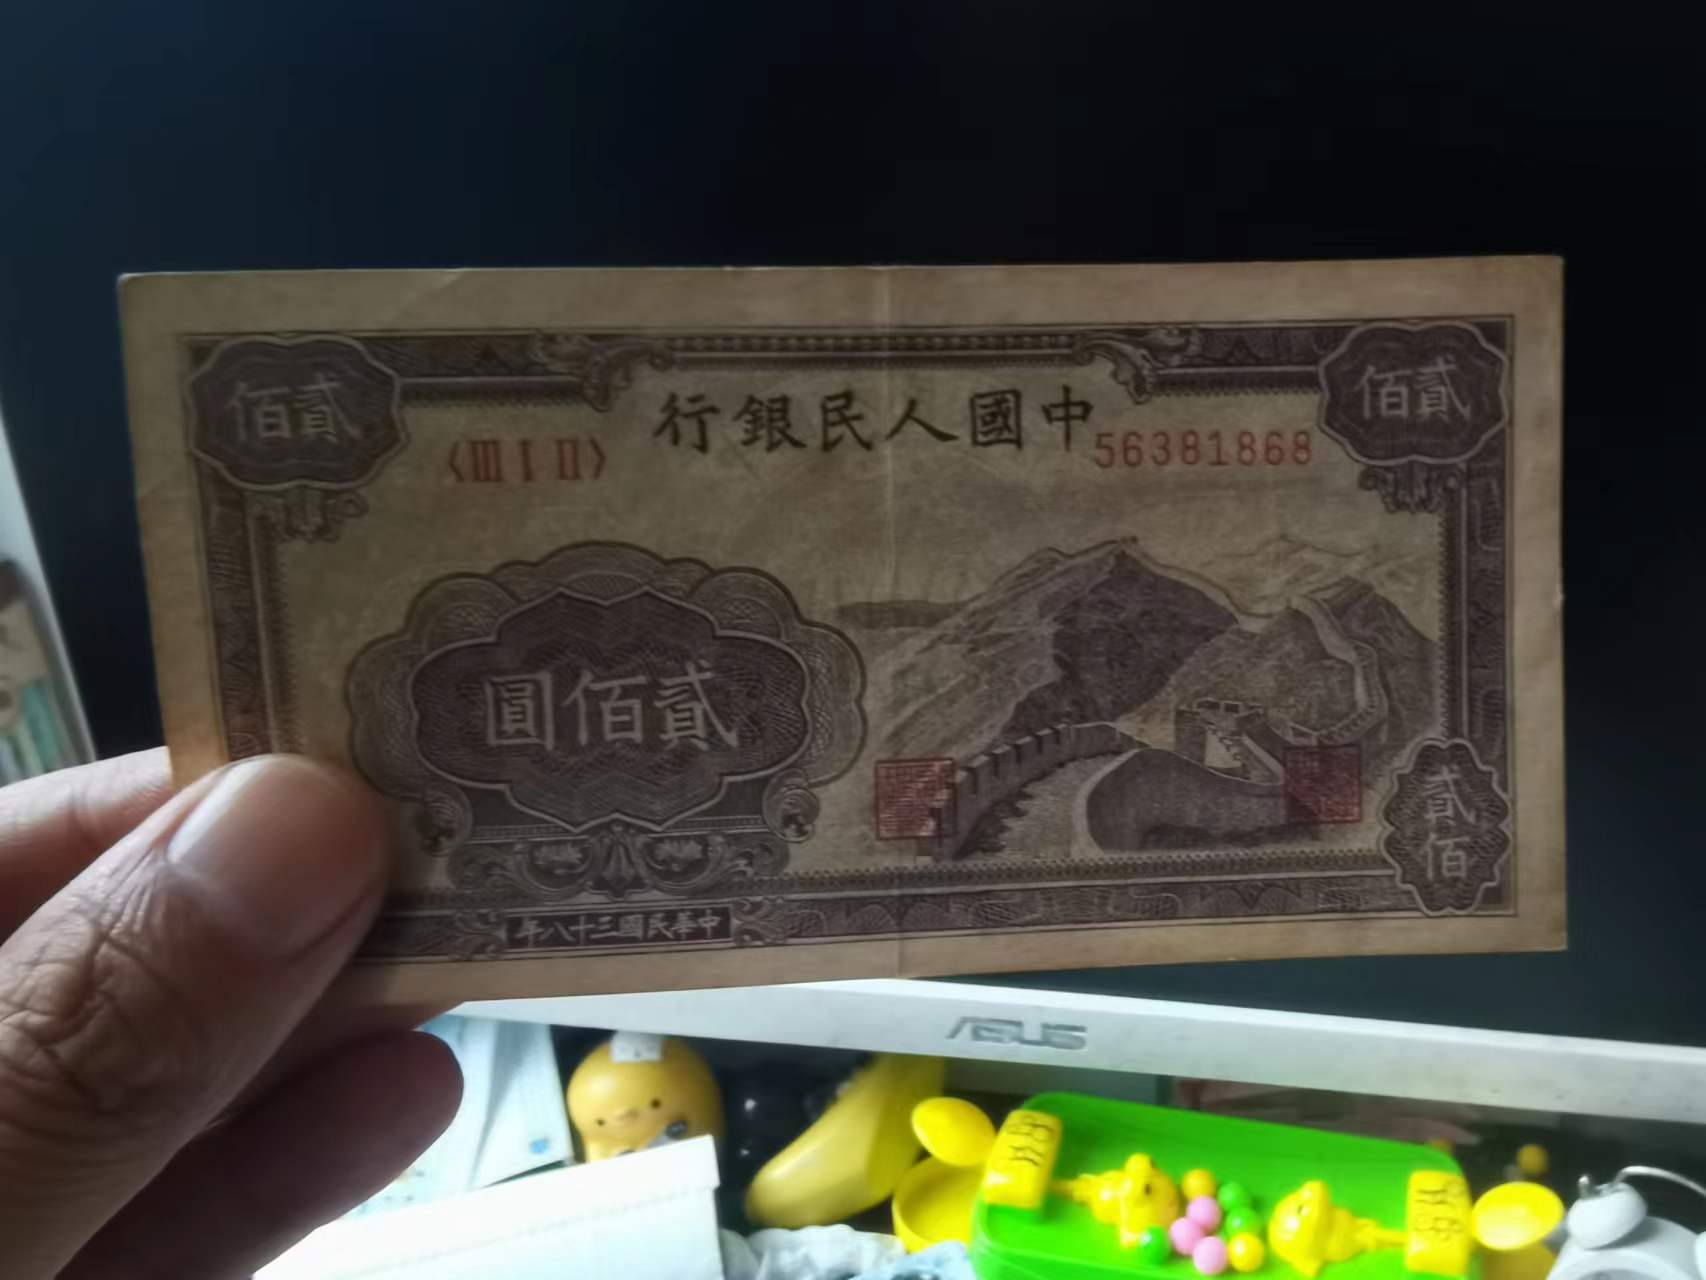 貳佰
貳佰
中國人民銀行
〈III I II〉
56381868
貳佰圓
貳佰
中華民國三十八年
ASUS